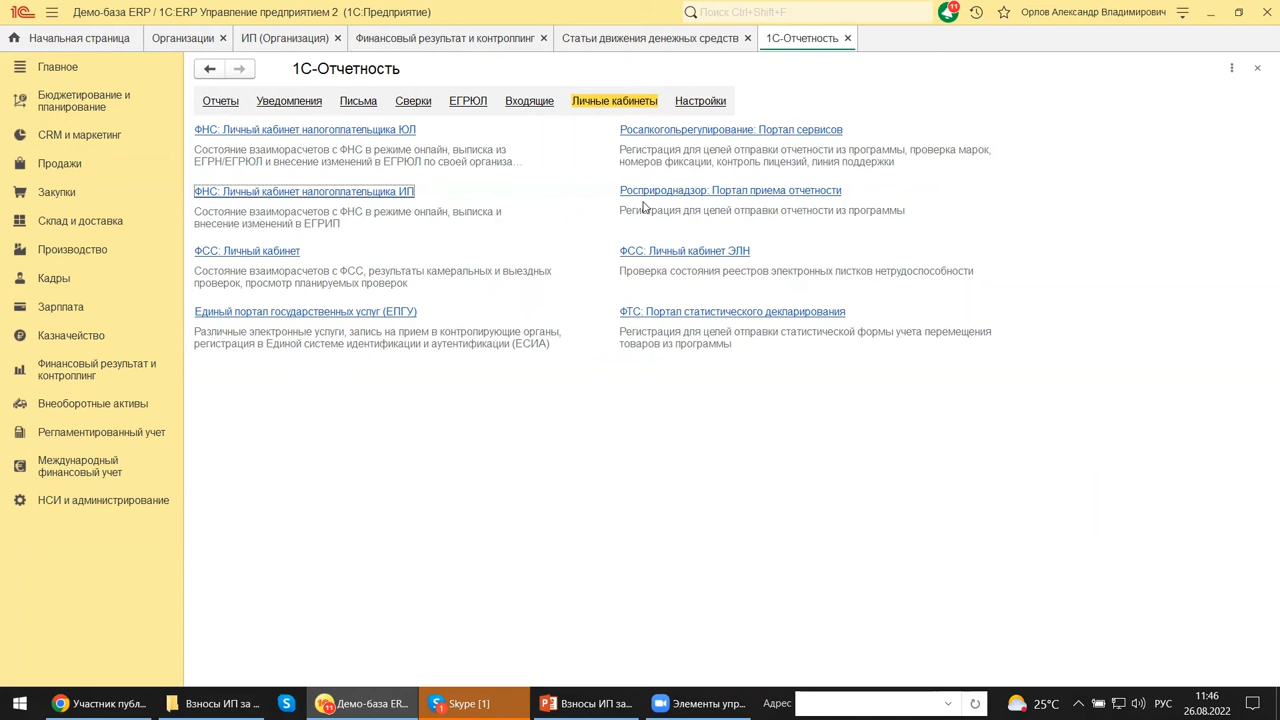 Демо-база ERP / 1C:ERP Управление предприятием 2 (1С:Предприятие)
Поиск Ctrl+Shift+F
11
Орлов Александр Владимирович
Начальная страница
Организации
ИП (Организация)
Финансовый результат и контроллинг
Статьи движения денежных средств
1С-Отчетность
Главное
Бюджетирование и
планирование
CRM и маркетинг
Продажи
Закупки
Склад и доставка
Производство
Кадры
Зарплата
Казначейство
Финансовый результат и
контроллинг
Внеоборотные активы
Регламентированный учет
Международный
финансовый учет
НСИ и администрирование
1С-Отчетность
Отчеты
Уведомления
Письма
Сверки
ЕГРЮЛ
Входящие
Личные кабинеты
Настройки
ФНС: Личный кабинет налогоплательщика ЮЛ
Состояние взаиморасчетов с ФНС в режиме онлайн, выписка из
ЕГРН/ЕГРЮЛ и внесение изменений в ЕГРЮЛ по своей организа...
ФНС: Личный кабинет налогоплательщика ИП
Состояние взаиморасчетов с ФНС в режиме онлайн, выписка и
внесение изменений в ЕГРИП
ФСС: Личный кабинет
Состояние взаиморасчетов с ФСС, результаты камеральных и выездных
проверок, просмотр планируемых проверок
Единый портал государственных услуг (ЕПГУ)
Различные электронные услуги, запись на прием в контролирующие органы,
регистрация в Единой системе идентификации и аутентификации (ЕСИА)
Росалкогольрегулирование: Портал сервисов
Регистрация для целей отправки отчетности из программы, проверка марок,
номеров фиксации, контроль лицензий, линия поддержки
Росприроднадзор: Портал приема отчетности
Регистрация для целей отправки отчетности из программы
ФСС: Личный кабинет ЭЛН
Проверка состояния реестров электронных листков нетрудоспособности
ФТС: Портал статистического декларирования
Регистрация для целей отправки статистической формы учета перемещения
товаров из программы
Участник публ...
Взносы ИП за ...
11
Демо-база ER...
1
Skype [1]
Взносы ИП за...
Элементы упр...
Адрес
25°C
РУС
11:46
26.08.2022